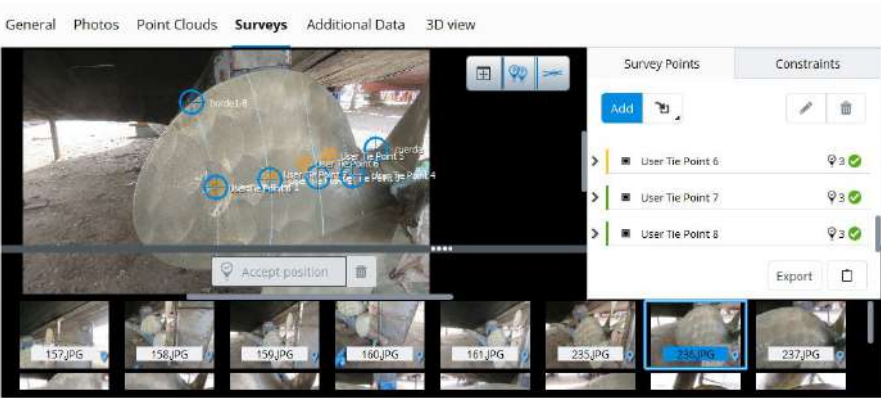 General Photos Point Clouds Surveys Additional Data 3D view
Survey Points Constraints
borde1-8
Add
cuerda
User Tie Point 5
User Tie Point 6
Tie Point 4
User Tie Point 6 3
User Tie Point 7 3
User Tie Point 8 3
Accept position
Export
157.JPG 158.JPG 159.JPG 160.JPG 161.JPG 235.JPG 236.JPG 237.JPG